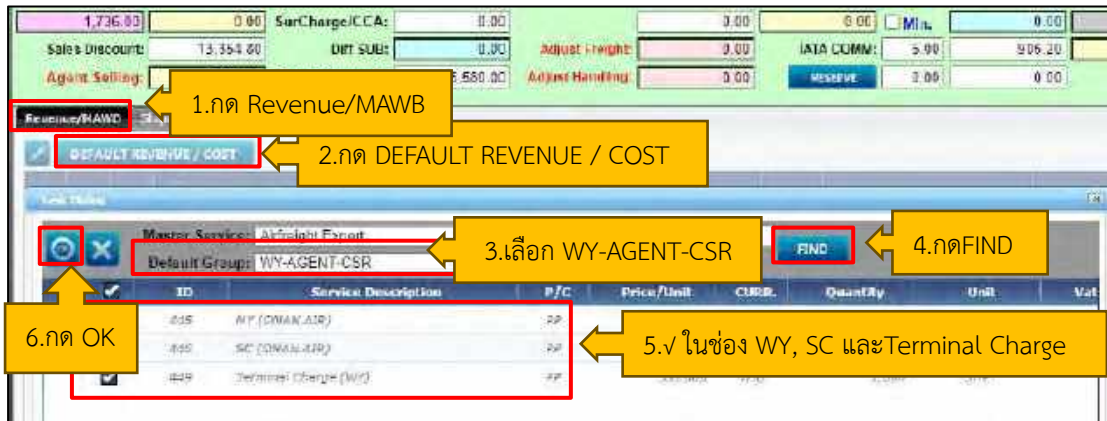 1,736.03 0.00 SurCharge/CCA: 0.00 0.00 0.00 Min. 0.00
Sales Discount: 13,354.80 Diff SUB: 0.00 Adjust Freight: 0.00 IATA COMM: 5.00 906.20
Agent Selling: 580.00 Adjust Handling: 0.00 RESERVE 0.00 0.00
1.กด Revenue/MAWB
Revenue/MAWB
DEFAULT REVENUE / COST
2.กด DEFAULT REVENUE / COST
Master Service: Airfreight Export
3.เลือก WY-AGENT-CSR
FIND
4.กดFIND
Default Group: WY-AGENT-CSR
ID Service Description P/C Price/Unit CURR. Quantity Unit Vat
6.กด OK
WY (OMAN AIR) PP
SC (OMAN AIR) PP
5.√ ในช่อง WY, SC และTerminal Charge
Terminal Charge (WY) PP